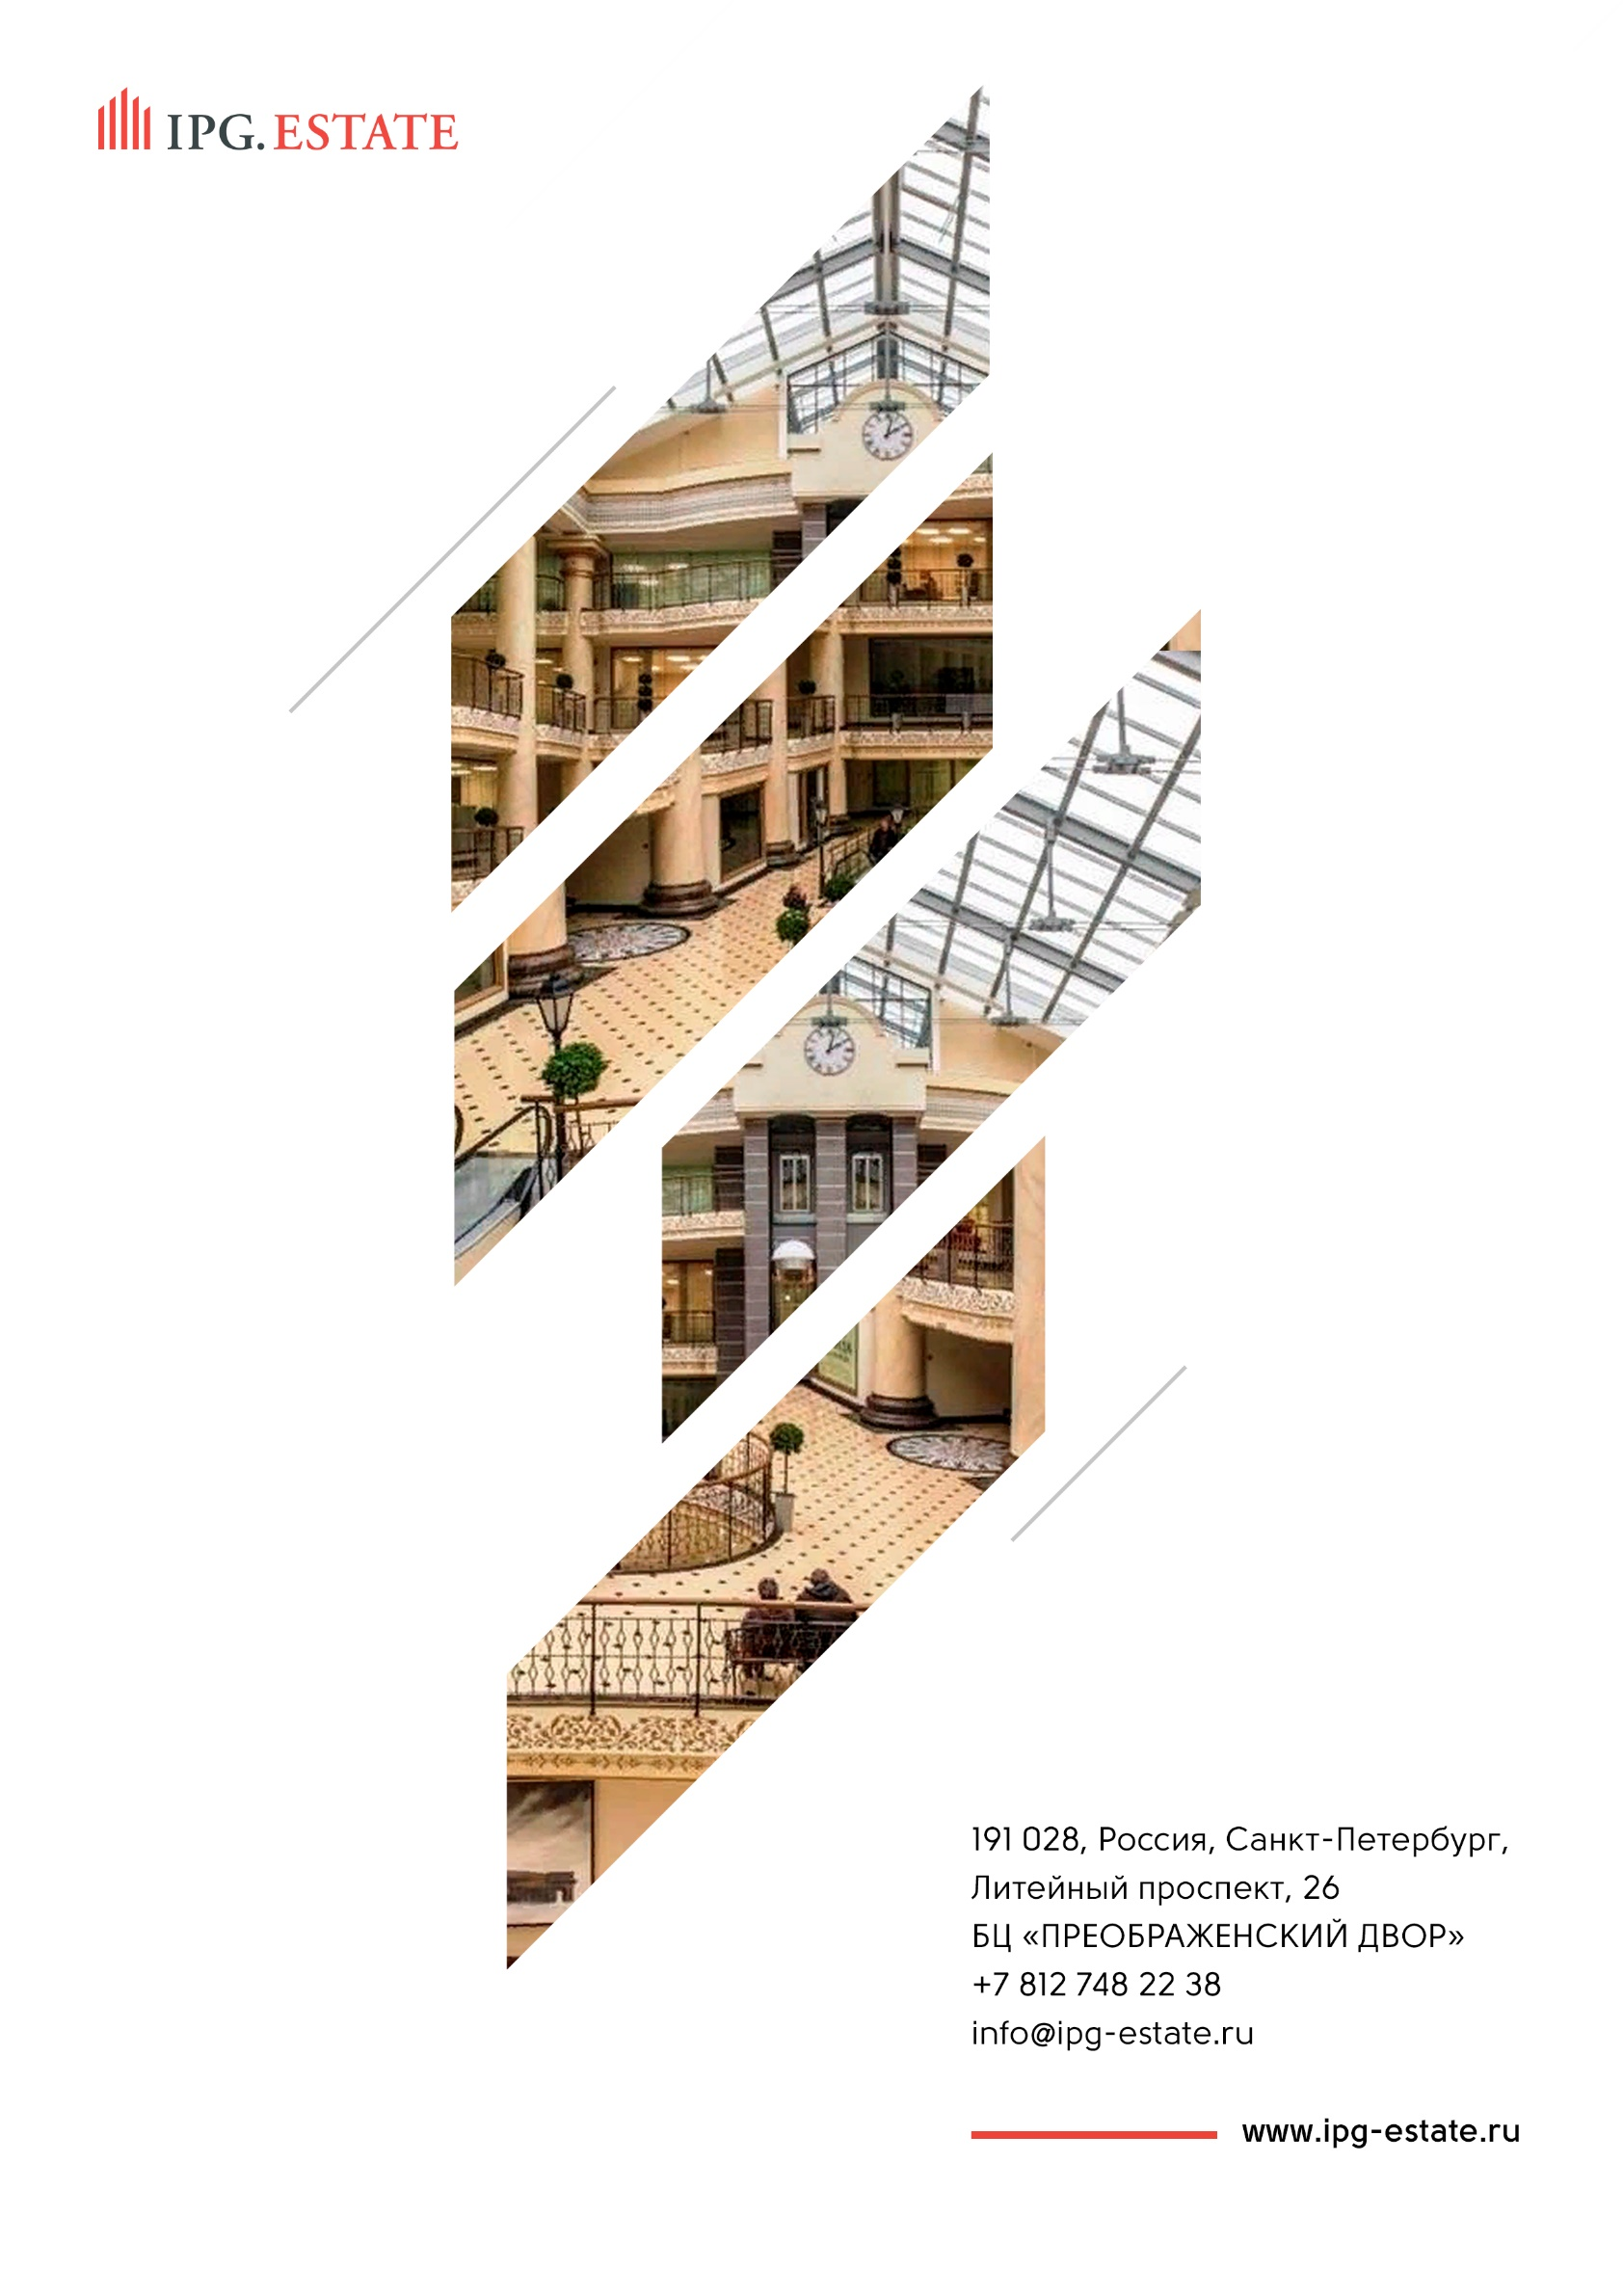 IPG.ESTATE
191 028, Россия, Санкт-Петербург,
Литейный проспект, 26
БЦ «ПРЕОБРАЖЕНСКИЙ ДВОР»
+7 812 748 22 38
info@ipg-estate.ru
www.ipg-estate.ru